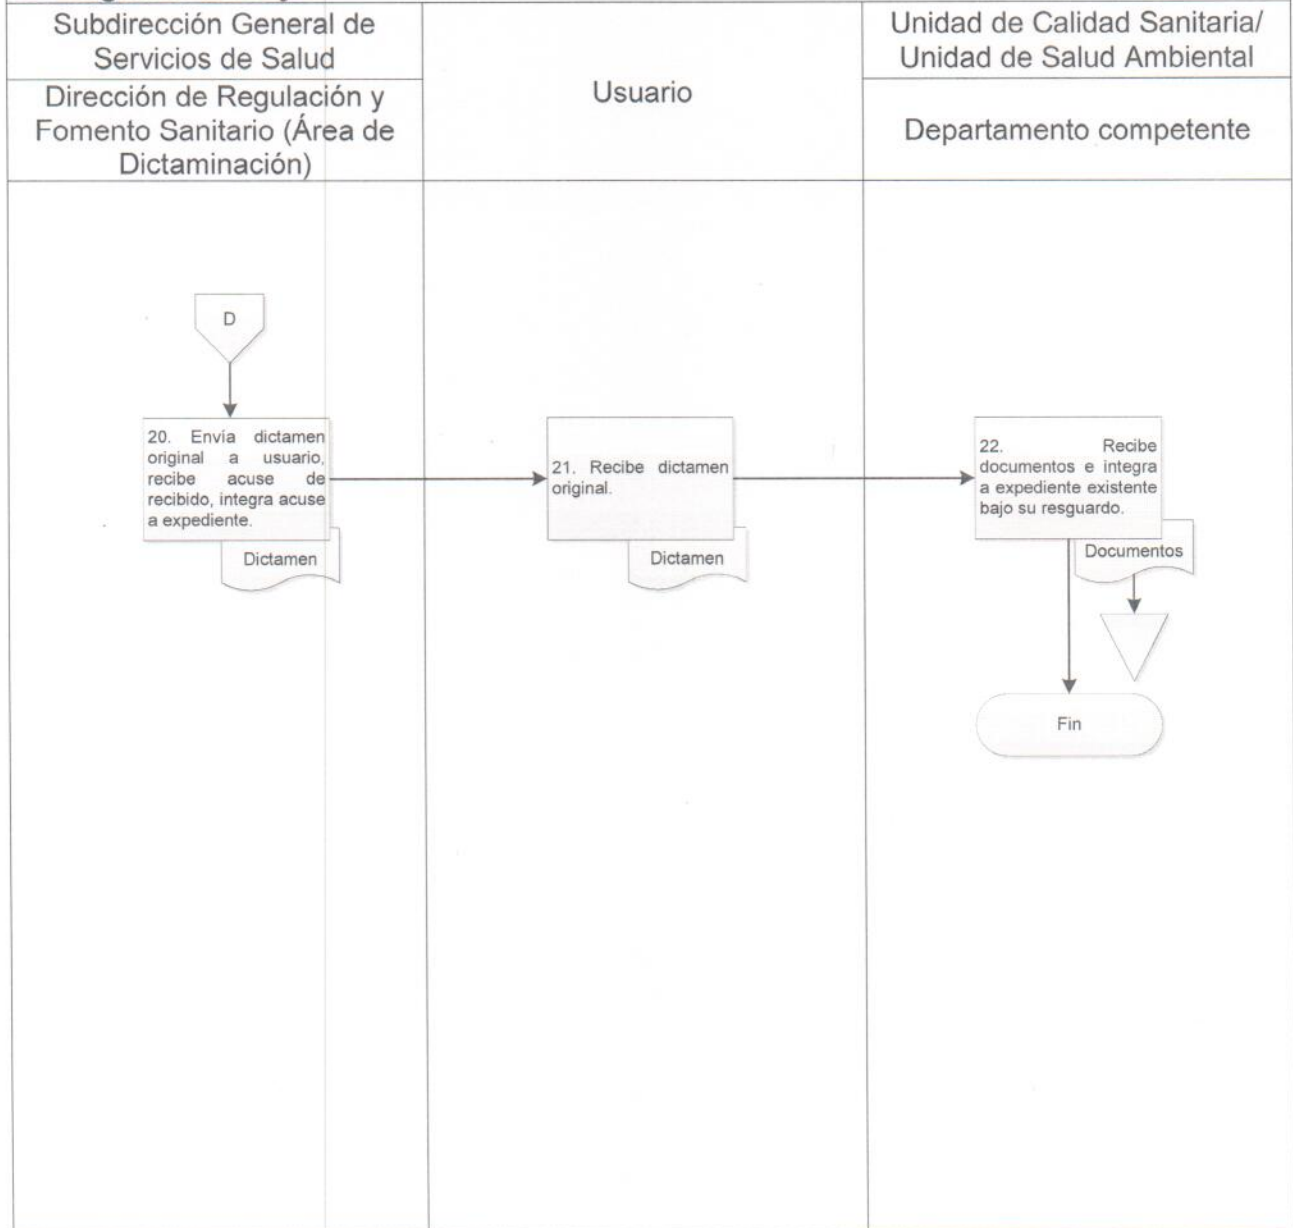 Subdirección General de
Servicios de Salud
Dirección de Regulación y
Fomento Sanitario (Área de
Dictaminación)
Usuario
Unidad de Calidad Sanitaria/
Unidad de Salud Ambiental
Departamento competente
D
20. Envía dictamen
original a usuario,
recibe acuse de
recibido, integra acuse
a expediente.
Dictamen
21. Recibe dictamen
original.
Dictamen
22. Recibe
documentos e integra
a expediente existente
bajo su resguardo.
Documentos
Fin